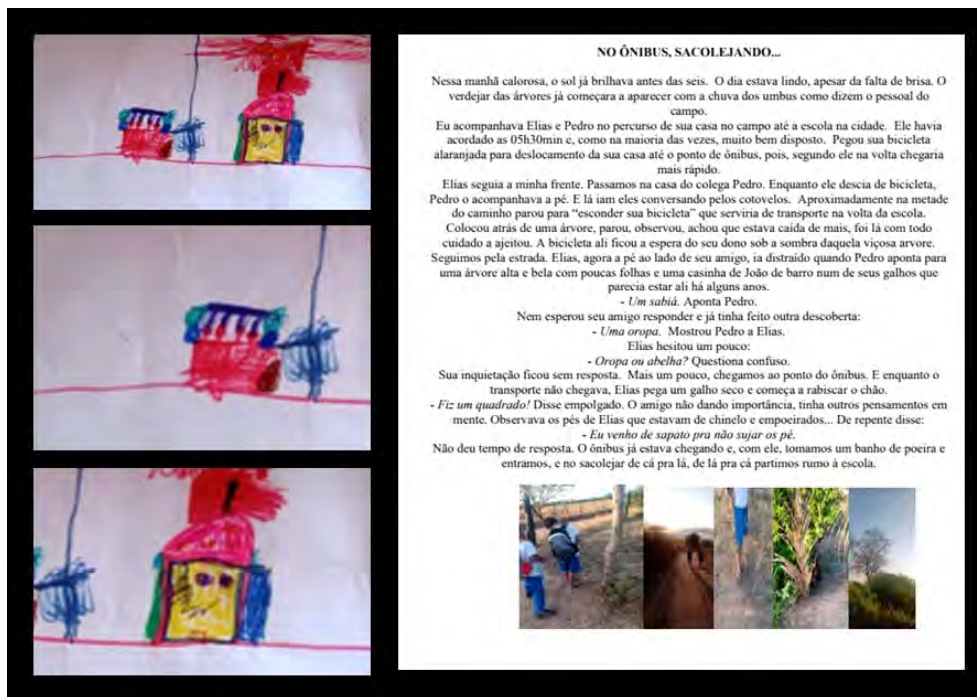 NO ÔNIBUS, SACOLEJANDO...
Nessa manhã calorosa, o sol já brilhava antes das seis. O dia estava lindo, apesar da falta de brisa. O
verdejar das árvores já começara a aparecer com a chuva dos umbus como dizem o pessoal do
campo.
Eu acompanhava Elias e Pedro no percurso de sua casa no campo até a escola na cidade. Ele havia
acordado as 05h30min e, como na maioria das vezes, muito bem disposto. Pegou sua bicicleta
alaranjada para deslocamento da sua casa até o ponto de ônibus, pois, segundo ele na volta chegaria
mais rápido.
Elias seguia a minha frente. Passamos na casa do colega Pedro. Enquanto ele descia de bicicleta,
Pedro o acompanhava a pé. E lá iam eles conversando pelos cotovelos. Aproximadamente na metade
do caminho parou para “esconder sua bicicleta” que serviria de transporte na volta da escola.
Colocou atrás de uma árvore, parou, observou, achou que estava caída de mais, foi lá com todo
cuidado a ajeitou. A bicicleta ali ficou a espera do seu dono sob a sombra daquela viçosa arvore.
Seguimos pela estrada. Elias, agora a pé ao lado de seu amigo, ia distraído quando Pedro aponta para
uma árvore alta e bela com poucas folhas e uma casinha de João de barro num de seus galhos que
parecia estar ali há alguns anos.
- Um sabiá. Aponta Pedro.
Nem esperou seu amigo responder e já tinha feito outra descoberta:
- Uma oropa. Mostrou Pedro a Elias.
Elias hesitou um pouco:
- Oropa ou abelha? Questiona confuso.
Sua inquietação ficou sem resposta. Mais um pouco, chegamos ao ponto do ônibus. E enquanto o
transporte não chegava, Elias pega um galho seco e começa a rabiscar o chão.
- Fiz um quadrado! Disse empolgado. O amigo não dando importância, tinha outros pensamentos em
mente. Observava os pés de Elias que estavam de chinelo e empoeirados... De repente disse:
- Eu venho de sapato pra não sujar os pé.
Não deu tempo de resposta. O ônibus já estava chegando e, com ele, tomamos um banho de poeira e
entramos, e no sacolejar de cá pra lá, de lá pra cá partimos rumo à escola.